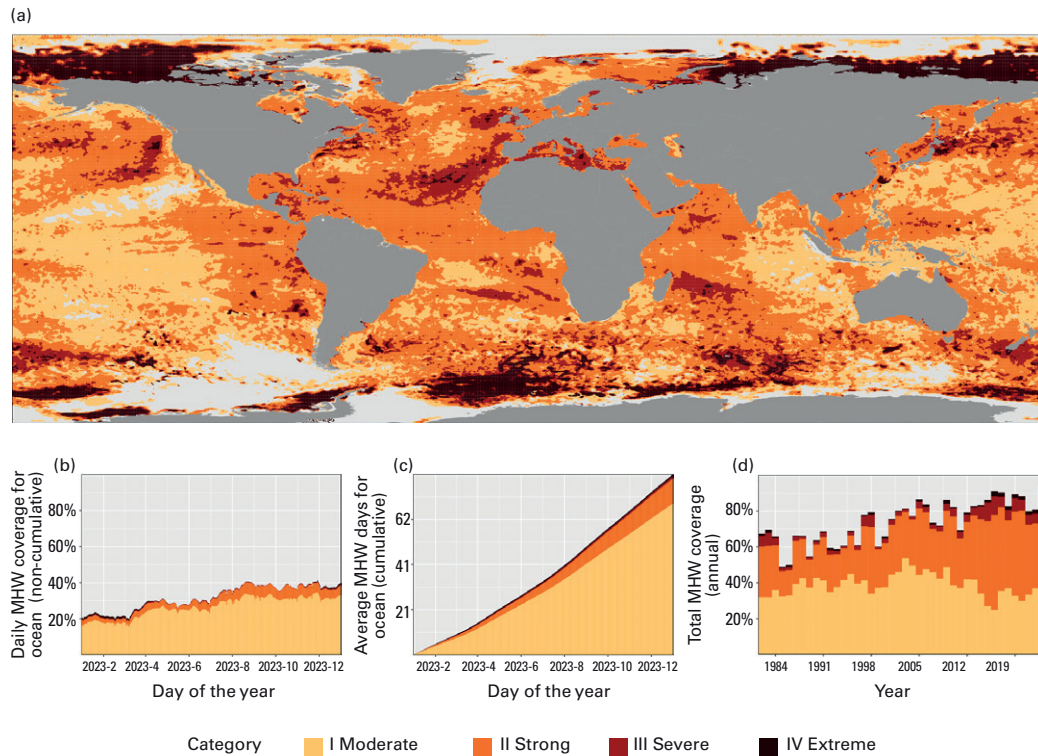 (a)
(b)
Daily MHW coverage for
ocean (non-cumulative)
80%
60%
40%
20%
2023-2 2023-4 2023-6 2023-8 2023-10 2023-12
Day of the year
(c)
Average MHW days for
ocean (cumulative)
62
41
21
2023-2 2023-4 2023-6 2023-8 2023-10 2023-12
Day of the year
(d)
Total MHW coverage
(annual)
80%
60%
40%
20%
1984 1991 1998 2005 2012 2019
Year
Category I Moderate II Strong III Severe IV Extreme